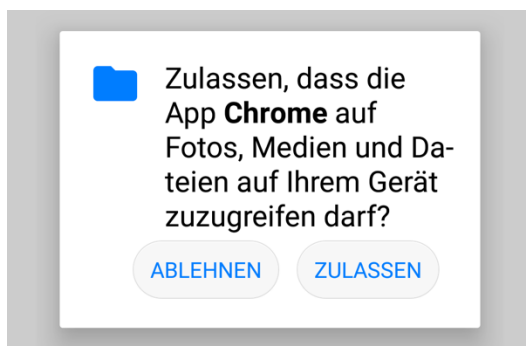 Zulassen, dass die
App Chrome auf
Fotos, Medien und Da-
teien auf Ihrem Gerät
zuzugreifen darf?
ABLEHNEN ZULASSEN